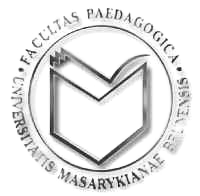 FACULTAS PAEDAGOGICA
UNIVERSITATIS MASARYKIANAE BRUNENSIS